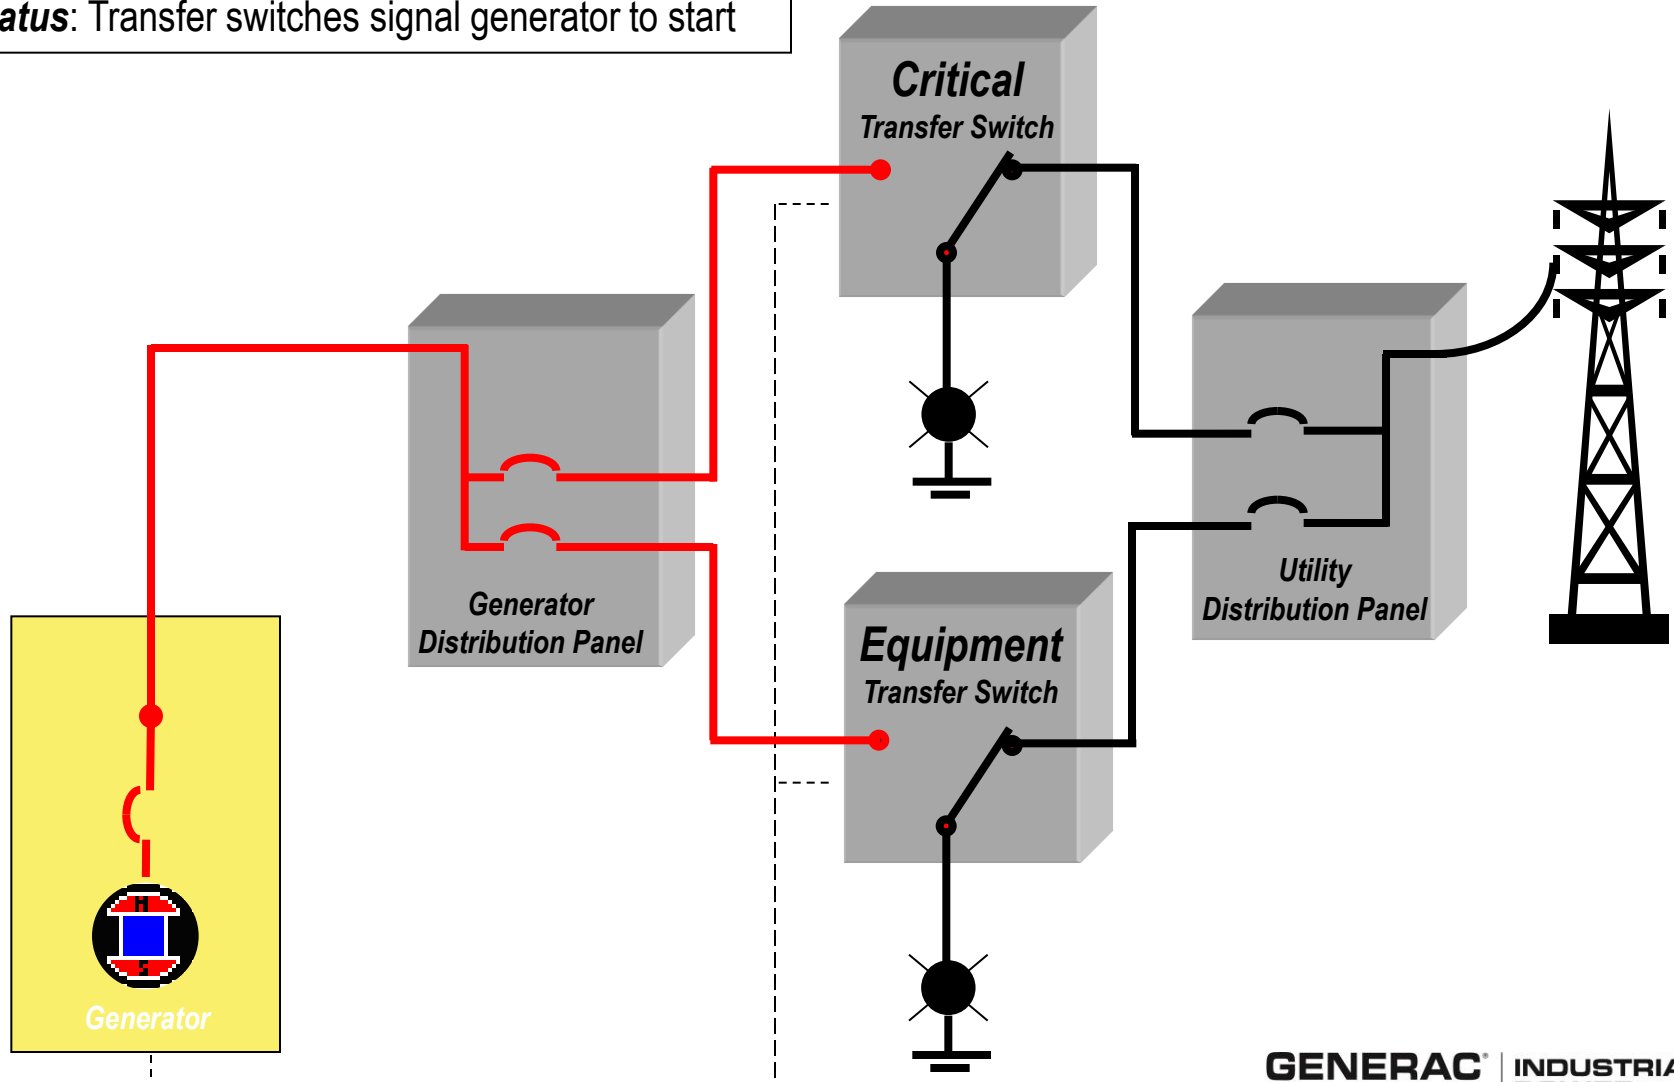 atus: Transfer switches signal generator to start
Critical
Transfer Switch
Generator
Distribution Panel
Utility
Distribution Panel
Equipment
Transfer Switch
N
S
Generator
GENERAC® | INDUSTRIA